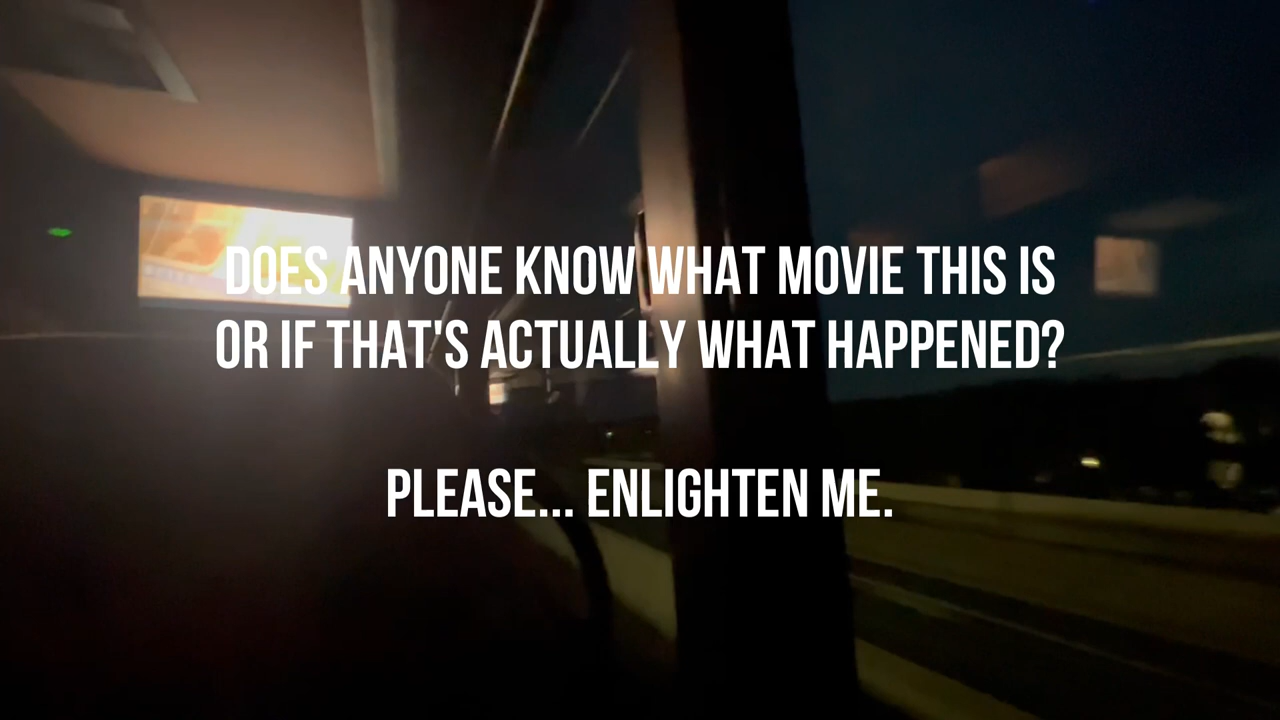 DOES ANYONE KNOW WHAT MOVIE THIS IS
OR IF THAT'S ACTUALLY WHAT HAPPENED?
PLEASE... ENLIGHTEN ME.